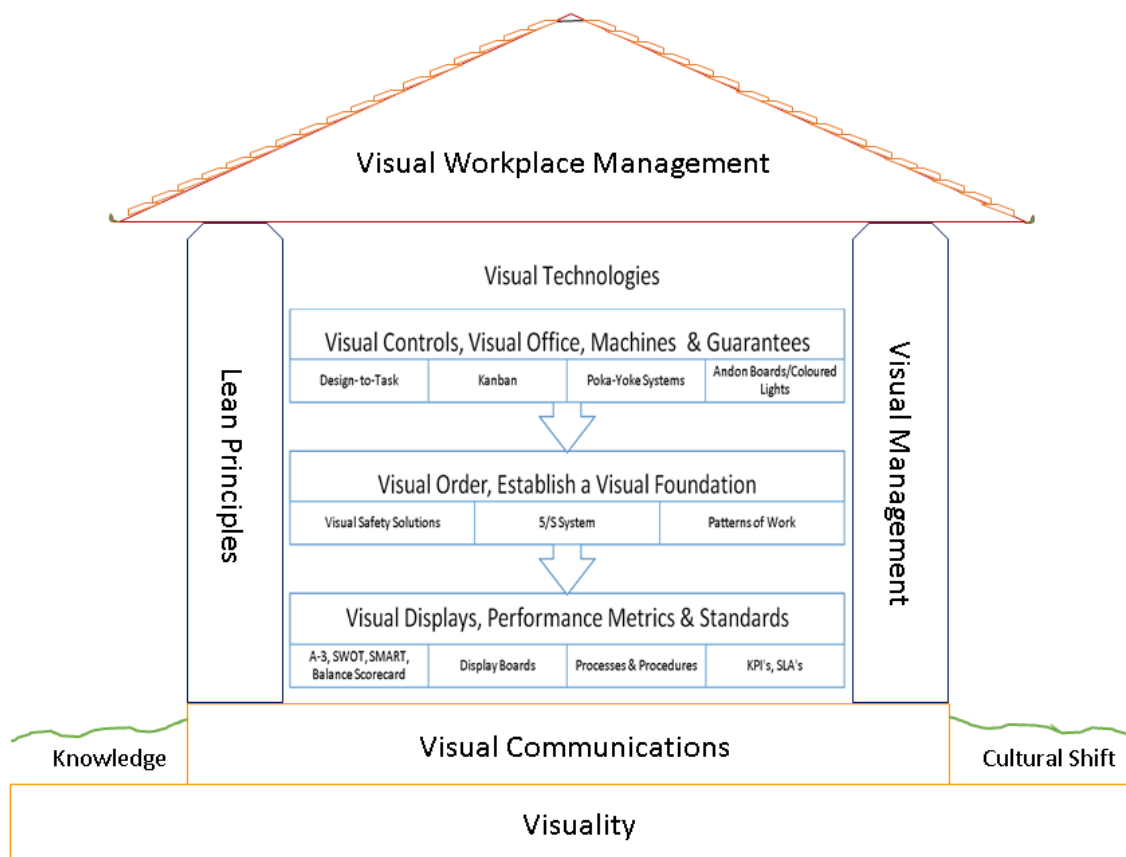 Visual Workplace Management
Visual Technologies
Lean Principles
Visual Management
Visual Controls, Visual Office, Machines & Guarantees
Design-to-Task
Kanban
Poka-Yoke Systems
Andon Boards/Coloured
Lights
Visual Order, Establish a Visual Foundation
Visual Safety Solutions
5/S System
Patterns of Work
Visual Displays, Performance Metrics & Standards
A-3, SWOT, SMART,
Balance Scorecard
Display Boards
Processes & Procedures
KPI's, SLA's
Knowledge
Visual Communications
Cultural Shift
Visuality